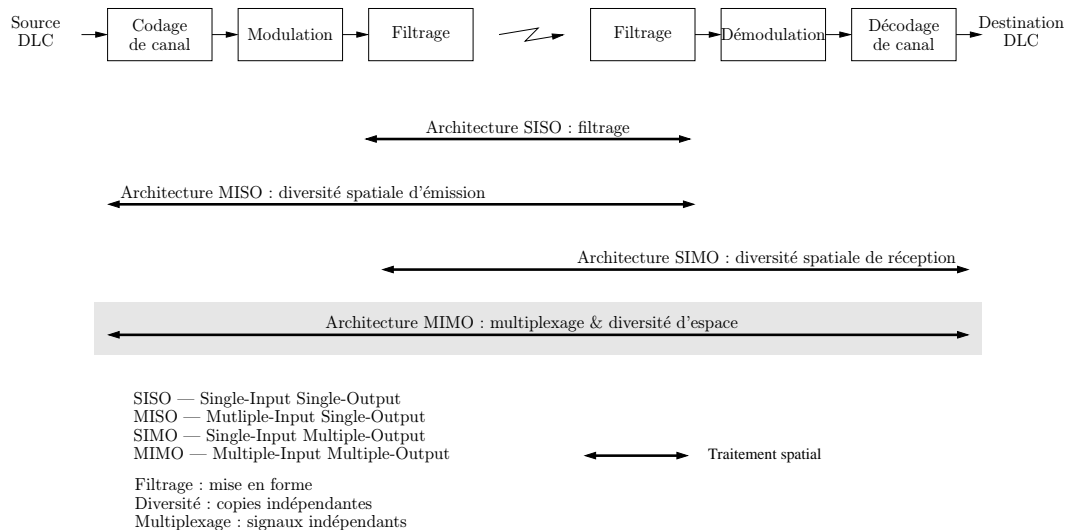 Source
DLC
Codage
de canal
Modulation
Filtrage
Filtrage
Démodulation
Décodage
de canal
Destination
DLC
Architecture SISO : filtrage
Architecture MISO : diversité spatiale d'émission
Architecture SIMO : diversité spatiale de réception
Architecture MIMO : multiplexage & diversité d'espace
SISO — Single-Input Single-Output
MISO — Mutliple-Input Single-Output
SIMO — Single-Input Multiple-Output
MIMO — Multiple-Input Multiple-Output
Traitement spatial
Filtrage : mise en forme
Diversité : copies indépendantes
Multiplexage : signaux indépendants